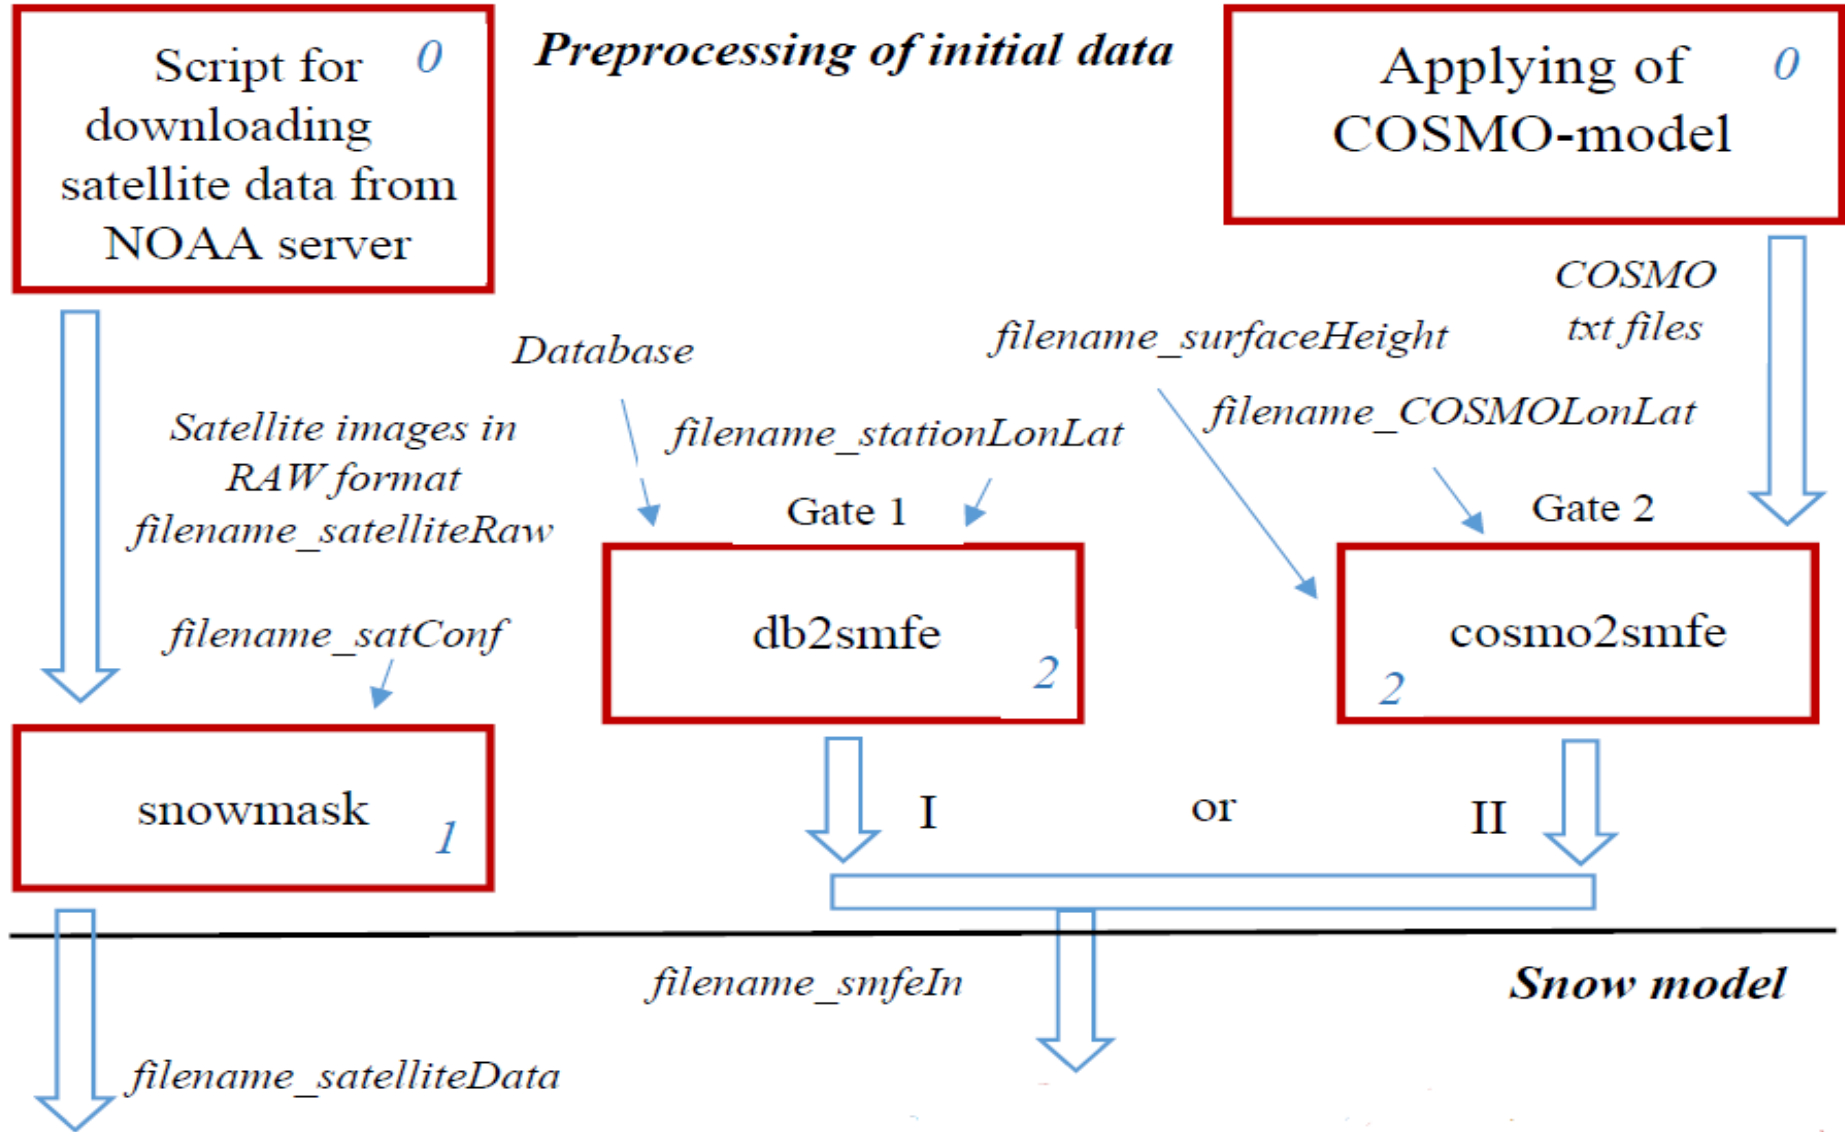 Script for
0
downloading
satellite data from
NOAA server
Preprocessing of initial data
Applying of
0
COSMO-model
COSMO
txt files
Database
filename_surfaceHeight
filename_stationLonLat
filename_COSMOLonLat
Satellite images in
RAW format
filename_satelliteRaw
Gate 1
Gate 2
filename_satConf
db2smfe
2
cosmo2smfe
2
snowmask
1
I
or
II
filename_smfeIn
Snow model
filename_satelliteData